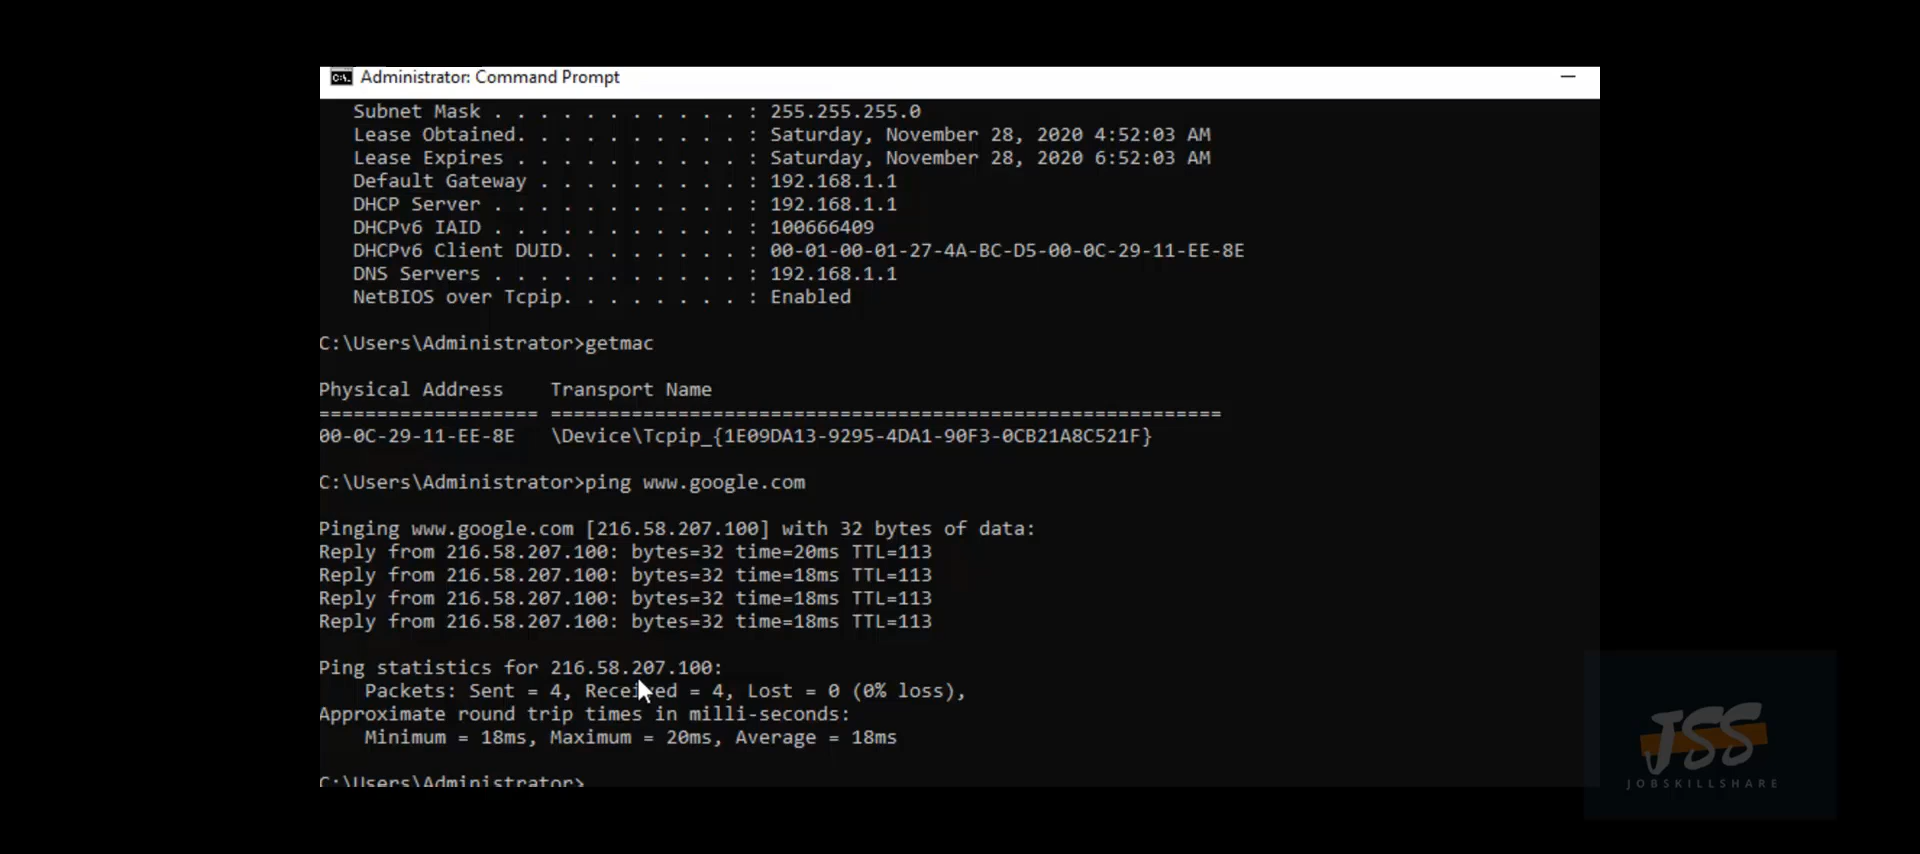 Administrator: Command Prompt
Subnet Mask . . . . . . . . . . . : 255.255.255.0
Lease Obtained. . . . . . . . . . : Saturday, November 28, 2020 4:52:03 AM
Lease Expires . . . . . . . . . . : Saturday, November 28, 2020 6:52:03 AM
Default Gateway . . . . . . . . . : 192.168.1.1
DHCP Server . . . . . . . . . . . : 192.168.1.1
DHCPv6 IAID . . . . . . . . . . . : 100666409
DHCPv6 Client DUID. . . . . . . . : 00-01-00-01-27-4A-BC-D5-00-0C-29-11-EE-8E
DNS Servers . . . . . . . . . . . : 192.168.1.1
NetBIOS over Tcpip. . . . . . . . : Enabled
C:\Users\Administrator>getmac
Physical Address    Transport Name
=================== ==========================================================
00-0C-29-11-EE-8E   \Device\Tcpip_{1E09DA13-9295-4DA1-90F3-0CB21A8C521F}
C:\Users\Administrator>ping www.google.com
Pinging www.google.com [216.58.207.100] with 32 bytes of data:
Reply from 216.58.207.100: bytes=32 time=20ms TTL=113
Reply from 216.58.207.100: bytes=32 time=18ms TTL=113
Reply from 216.58.207.100: bytes=32 time=18ms TTL=113
Reply from 216.58.207.100: bytes=32 time=18ms TTL=113
Ping statistics for 216.58.207.100:
Packets: Sent = 4, Received = 4, Lost = 0 (0% loss),
Approximate round trip times in milli-seconds:
Minimum = 18ms, Maximum = 20ms, Average = 18ms
C:\Users\Administrator>
JSS
JOBSKILLSHARE